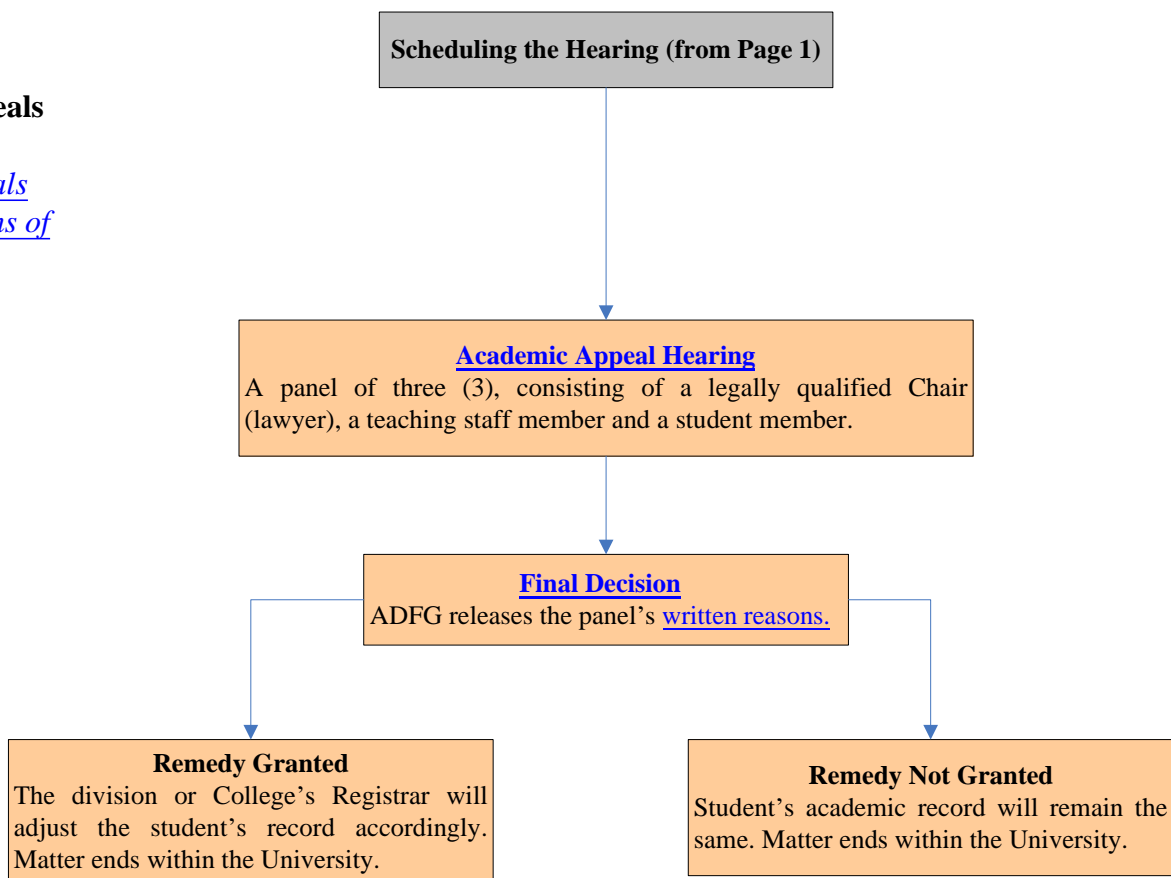 Scheduling the Hearing (from Page 1)
eals
als
ns of
Academic Appeal Hearing
A panel of three (3), consisting of a legally qualified Chair
(lawyer), a teaching staff member and a student member.
Final Decision
ADFG releases the panel’s written reasons.
Remedy Granted
The division or College’s Registrar will
adjust the student’s record accordingly.
Matter ends within the University.
Remedy Not Granted
Student’s academic record will remain the
same. Matter ends within the University.